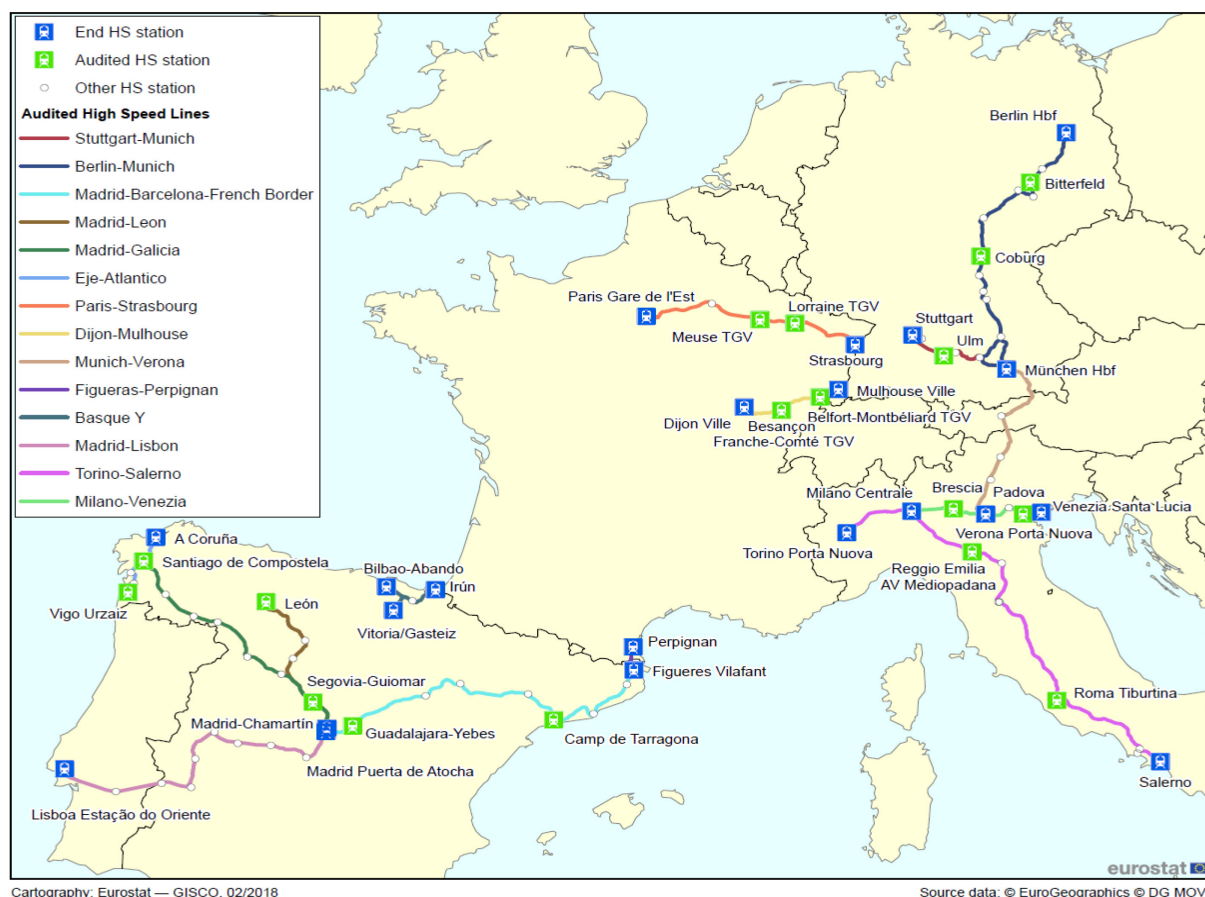 End HS station
Audited HS station
Other HS station
Audited High Speed Lines
Stuttgart-Munich
Berlin-Munich
Madrid-Barcelona-French Border
Madrid-Leon
Madrid-Galicia
Eje-Atlantico
Paris-Strasbourg
Dijon-Mulhouse
Munich-Verona
Figueras-Perpignan
Basque Y
Madrid-Lisbon
Torino-Salerno
Milano-Venezia
Berlin Hbf
Bitterfeld
Cobürg
Paris Gare de l'Est
Lorraine TGV
Meuse TGV
Strasbourg
Stuttgart
Ulm
München Hbf
Mulhouse Ville
Dijon Ville
Belfort-Montbéliard TGV
Besançon
Franche-Comté TGV
Milano Centrale
Brescia
Padova
Venezia Santa Lucia
Verona Porta Nuova
Torino Porta Nuova
Reggio Emilia
AV Mediopadana
A Coruña
Santiago de Compostela
Vigo Urzaiz
León
Bilbao-Abando
Irún
Vitoria/Gasteiz
Perpignan
Figueres Vilafant
Segovia-Guiomar
Madrid-Chamartín
Guadalajara-Yebes
Camp de Tarragona
Madrid Puerta de Atocha
Lisboa Estação do Oriente
Roma Tiburtina
Salerno
eurostat
Cartography: Eurostat — GISCO, 02/2018
Source data: © EuroGeographics © DG MOV